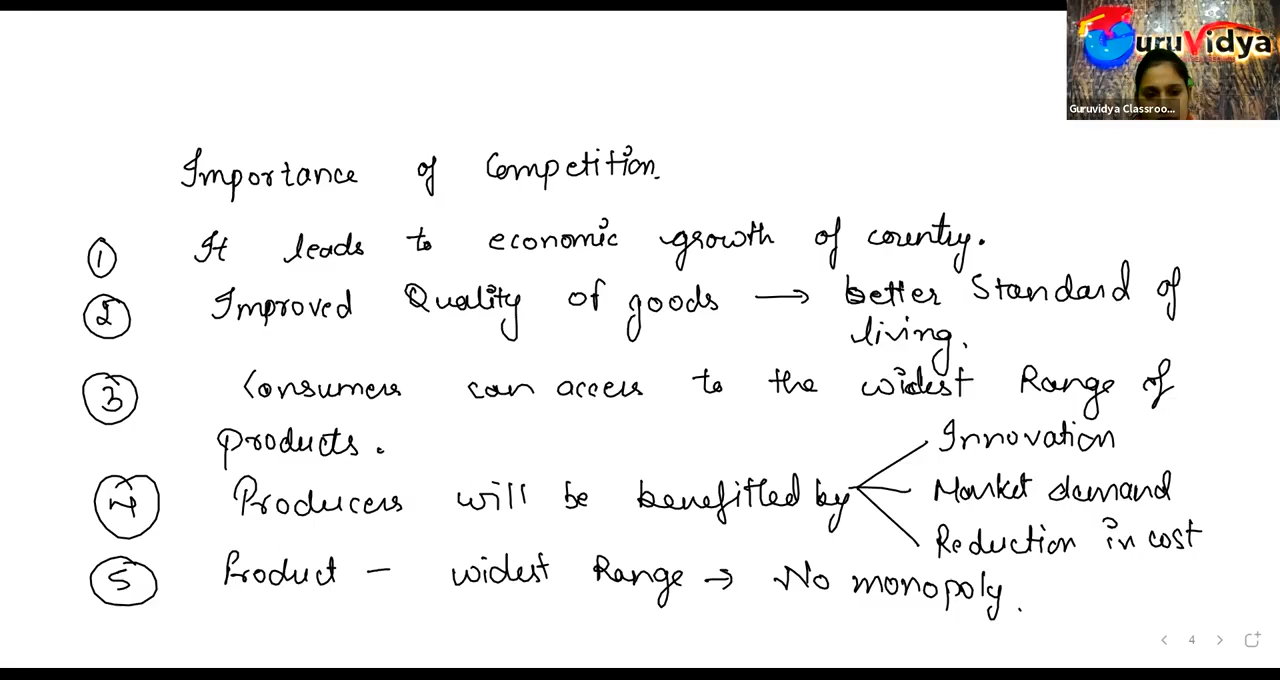 GuruVidya
Guruvidya Classroo...
Importance of Competition.
① It leads to economic growth of country.
② Improved Quality of goods → better Standard of
living.
③ Consumers can access to the widest Range of
products.
④ Producers will be benefitted by
Innovation
Market demand
Reduction in cost
⑤ Product - widest Range → No monopoly.
< 4 >